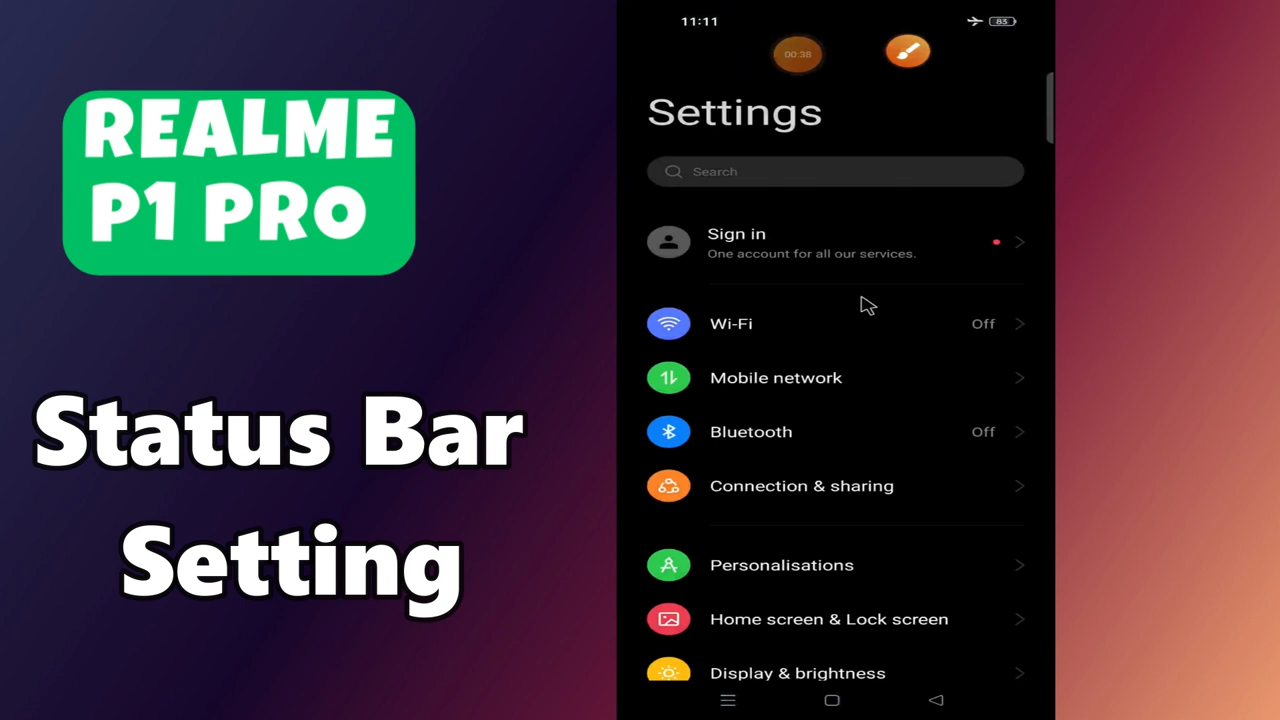 REALME
P1 PRO
Status Bar
Setting
11:11
83
00:38
Settings
Search
Sign in
One account for all our services.
Wi-Fi Off
Mobile network
Bluetooth Off
Connection & sharing
Personalisations
Home screen & Lock screen
Display & brightness